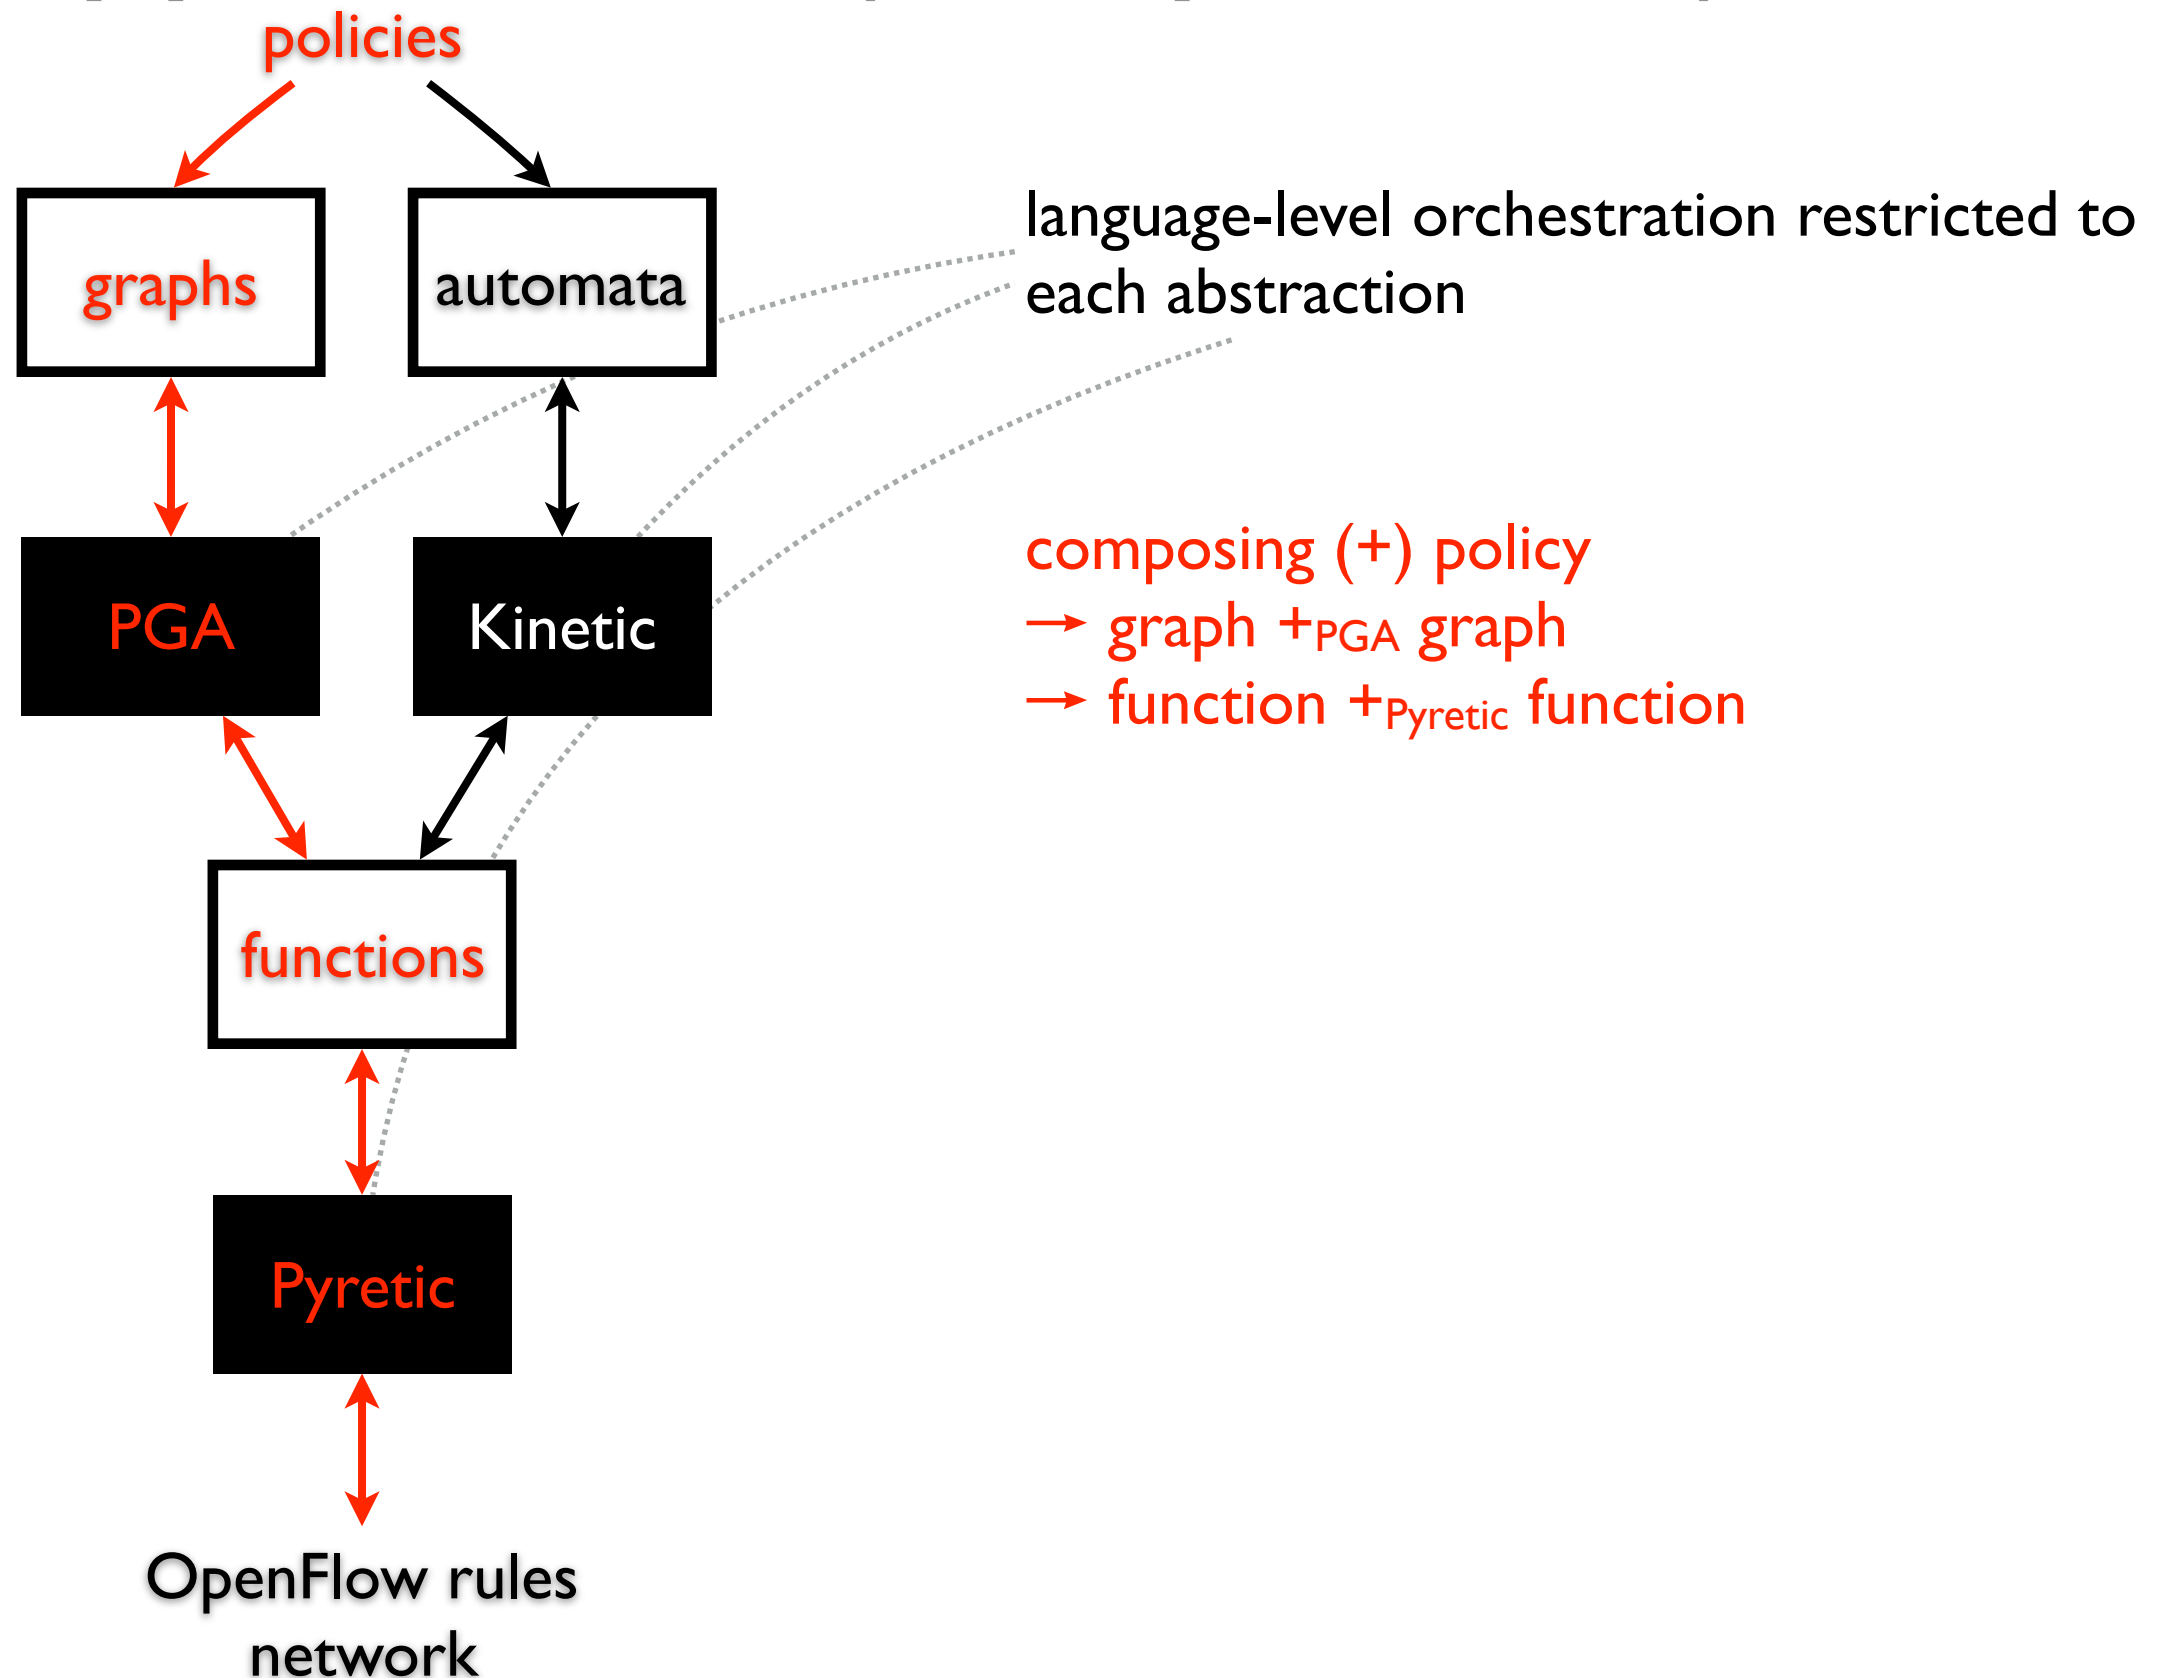 policies
graphs
automata
language-level orchestration restricted to
each abstraction
PGA
Kinetic
composing (+) policy
→ graph +PGA graph
→ function +Pyretic function
functions
Pyretic
OpenFlow rules
network